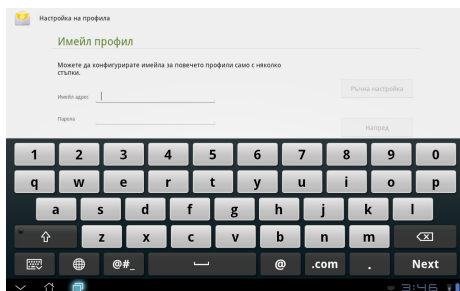 Настройка на профила
Имейл профил
Можете да конфигурирате имейла за повечето профили само с няколко
стъпки.
Имейл адрес
Ръчна настройка
Парола
Напред
1 2 3 4 5 6 7 8 9 0
q w e r t y u i o p
a s d f g h j k l
z x c v b n m
@#_ @ .com . Next
3:46